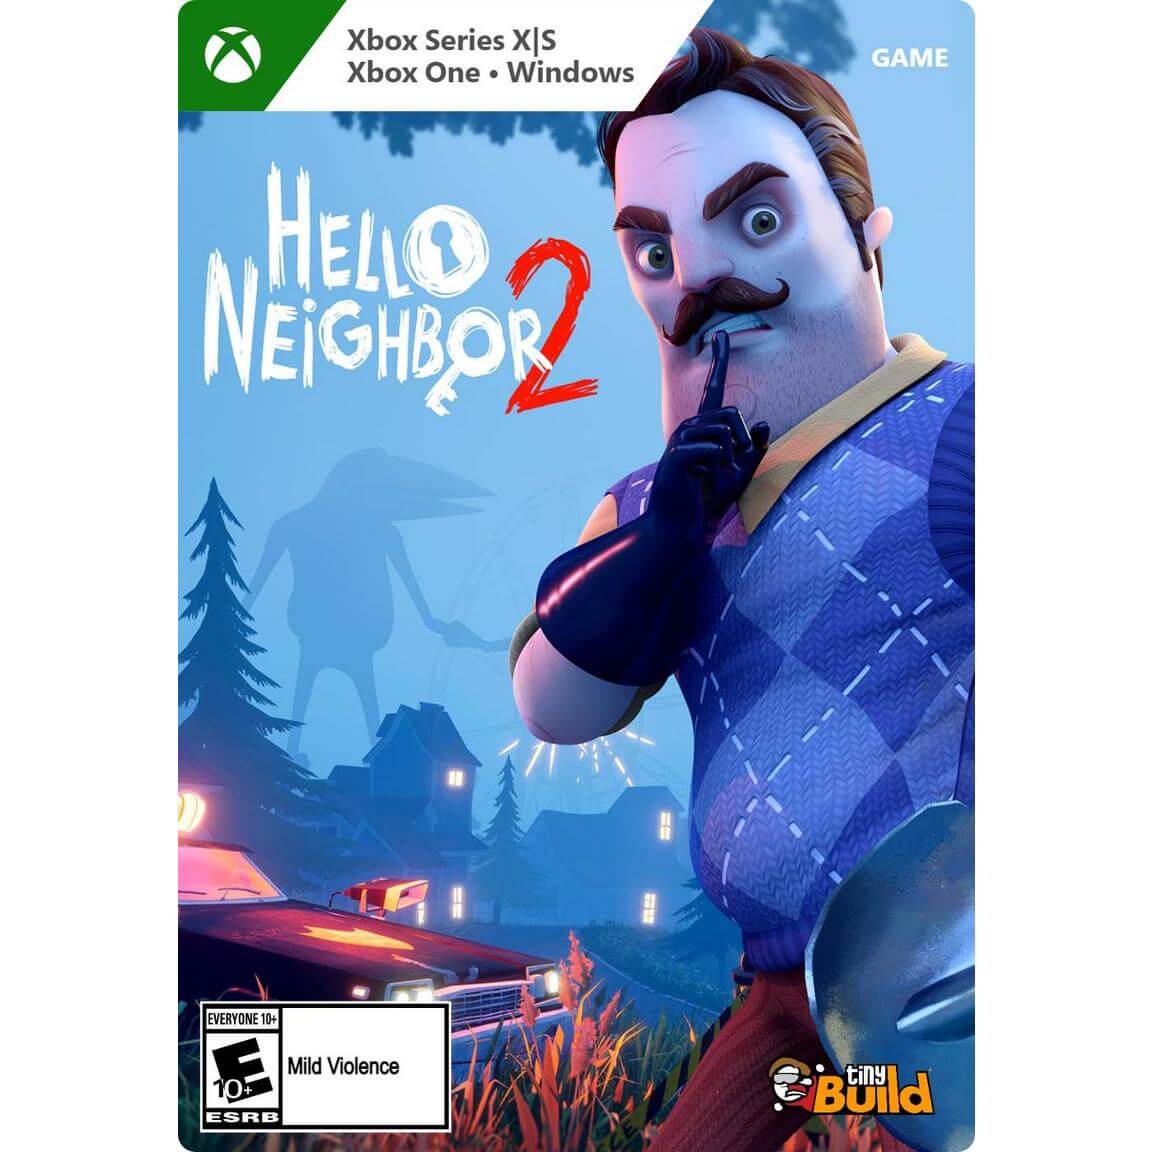 Xbox Series X|S
Xbox One • Windows
GAME
HELLO
NEiGHBOR 2
EVERYONE 10+
E
10+
ESRB
Mild Violence
tiny
Build